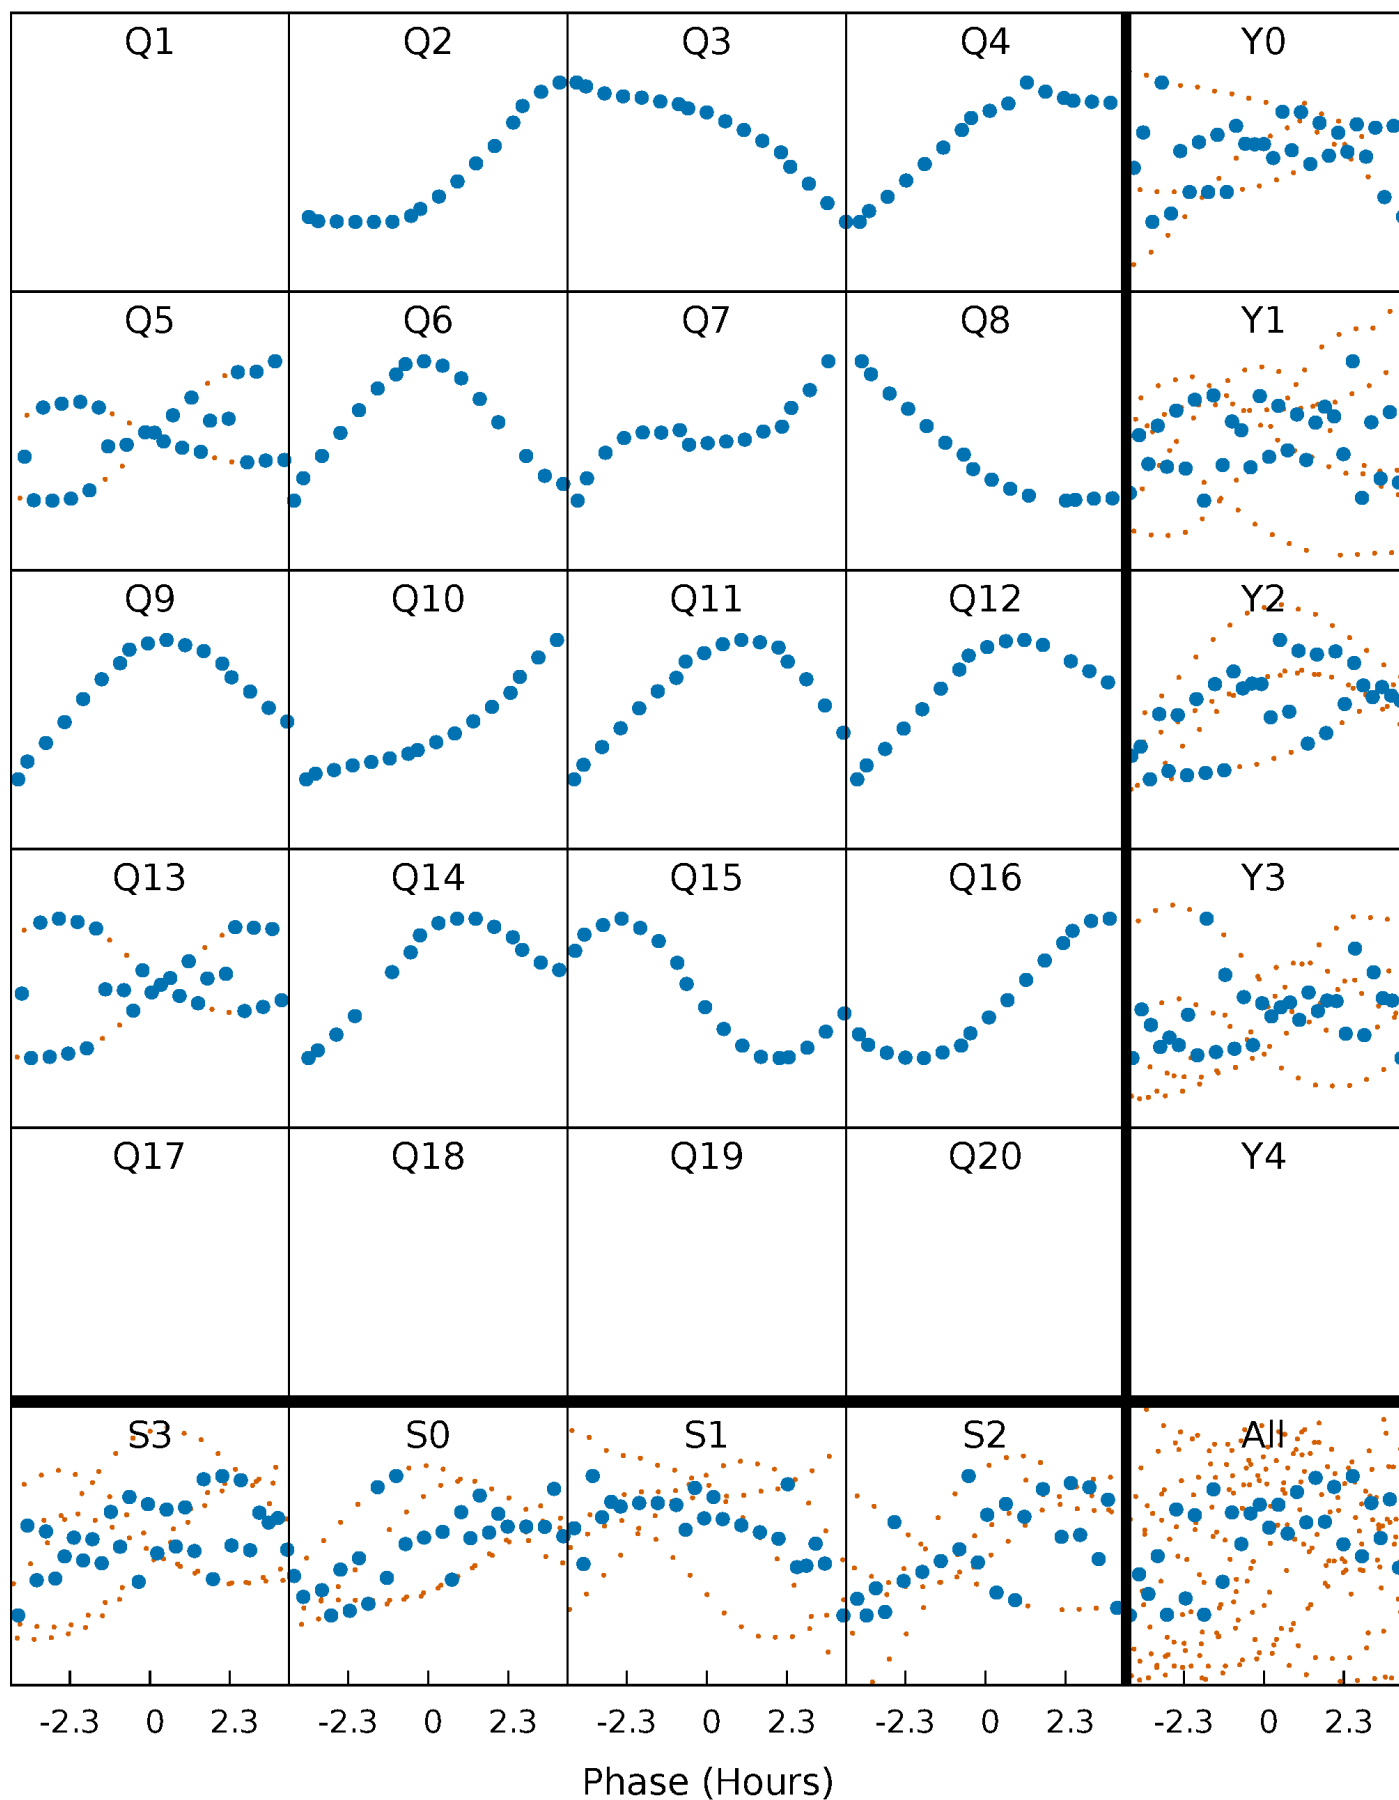 Q1 Q2 Q3 Q4 Y0
Q5 Q6 Q7 Q8 Y1
Q9 Q10 Q11 Q12 Y2
Q13 Q14 Q15 Q16 Y3
Q17 Q18 Q19 Q20 Y4
S3 S0 S1 S2 All
-2.3 0 2.3 -2.3 0 2.3 -2.3 0 2.3 -2.3 0 2.3 -2.3 0 2.3
Phase (Hours)